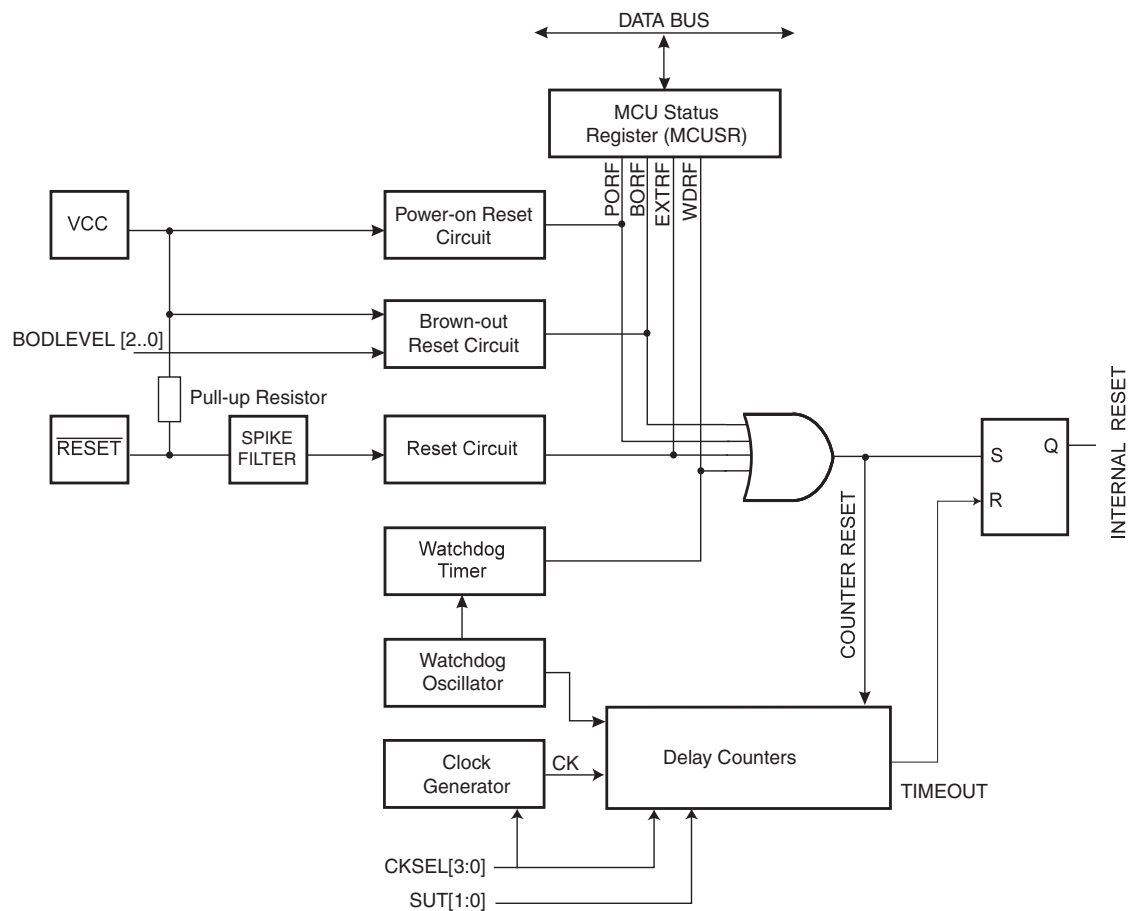 DATA BUS
MCU Status
Register (MCUSR)
PORF
BORF
EXTRF
WDRF
VCC
Power-on Reset
Circuit
BODLEVEL [2..0]
Brown-out
Reset Circuit
Pull-up Resistor
RESET
SPIKE
FILTER
Reset Circuit
S
Q
R
INTERNAL RESET
COUNTER RESET
Watchdog
Timer
Watchdog
Oscillator
Clock
Generator
CK
Delay Counters
TIMEOUT
CKSEL[3:0]
SUT[1:0]